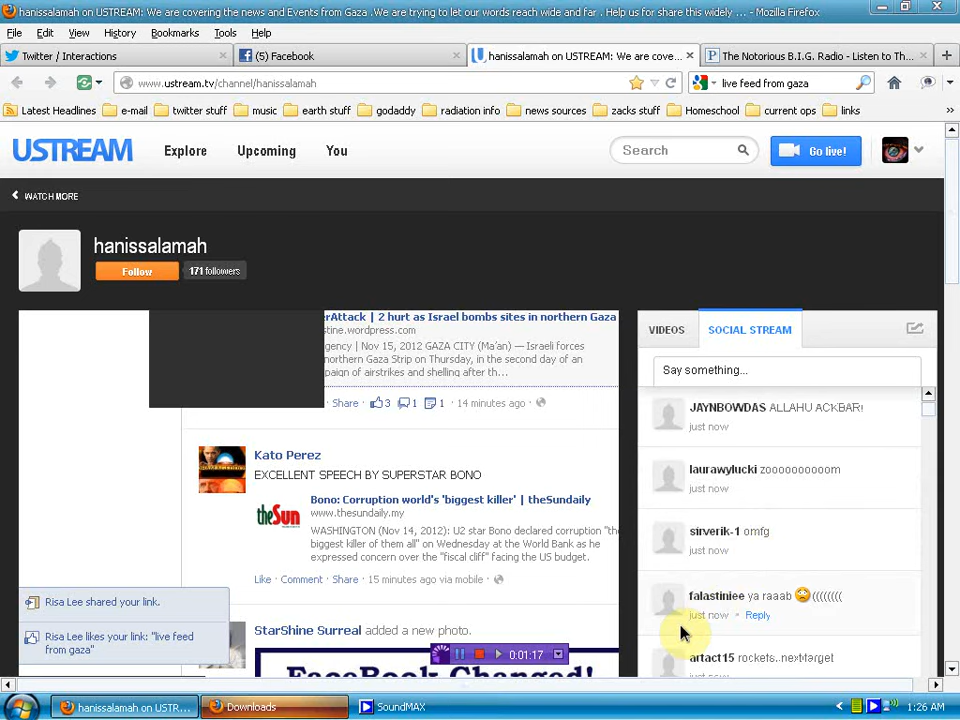 hanissalamah on USTREAM: We are covering the news and Events from Gaza .We are trying to let our words reach wide and far . Help us for share this widely ... - Mozilla Firefox
File Edit View History Bookmarks Tools Help
Twitter / Interactions
(5) Facebook
hanissalamah on USTREAM: We are cove...
The Notorious B.I.G. Radio - Listen to Th...
www.ustream.tv/channel/hanissalamah
live feed from gaza
Latest Headlines e-mail twitter stuff music earth stuff godaddy radiation info news sources zacks stuff Homeschool current ops links
USTREAM Explore Upcoming You Search Go live!
WATCH MORE
hanissalamah
Follow 171 followers
erAttack | 2 hurt as Israel bombs sites in northern Gaza
stine.wordpress.com
gency | Nov 15, 2012 GAZA CITY (Ma'an) — Israeli forces
northern Gaza Strip on Thursday, in the second day of an
paign of airstrikes and shelling after th...
Share · 3 1 1 · 14 minutes ago ·
Kato Perez
EXCELLENT SPEECH BY SUPERSTAR BONO
Bono: Corruption world's 'biggest killer' | theSundaily
www.thesundaily.my
theSun
WASHINGTON (Nov 14, 2012): U2 star Bono declared corruption "the
biggest killer of them all" on Wednesday at the World Bank as he
expressed concern over the "fiscal cliff" facing the US budget.
Like · Comment · Share · 15 minutes ago via mobile ·
StarShine Surreal added a new photo.
FaceBook Changed!
Risa Lee shared your link.
Risa Lee likes your link: "live feed
from gaza"
0:01:17
VIDEOS SOCIAL STREAM
Say something...
JAYNBOWDAS ALLAHU ACKBAR!
just now
laurawylucki zooooooooom
just now
sirverik-1 omfg
just now
falastiniee ya raaab ((((((((
just now • Reply
artact15 rockets..nextmarget
just now
hanissalamah on USTR...
Downloads
SoundMAX
1:26 AM